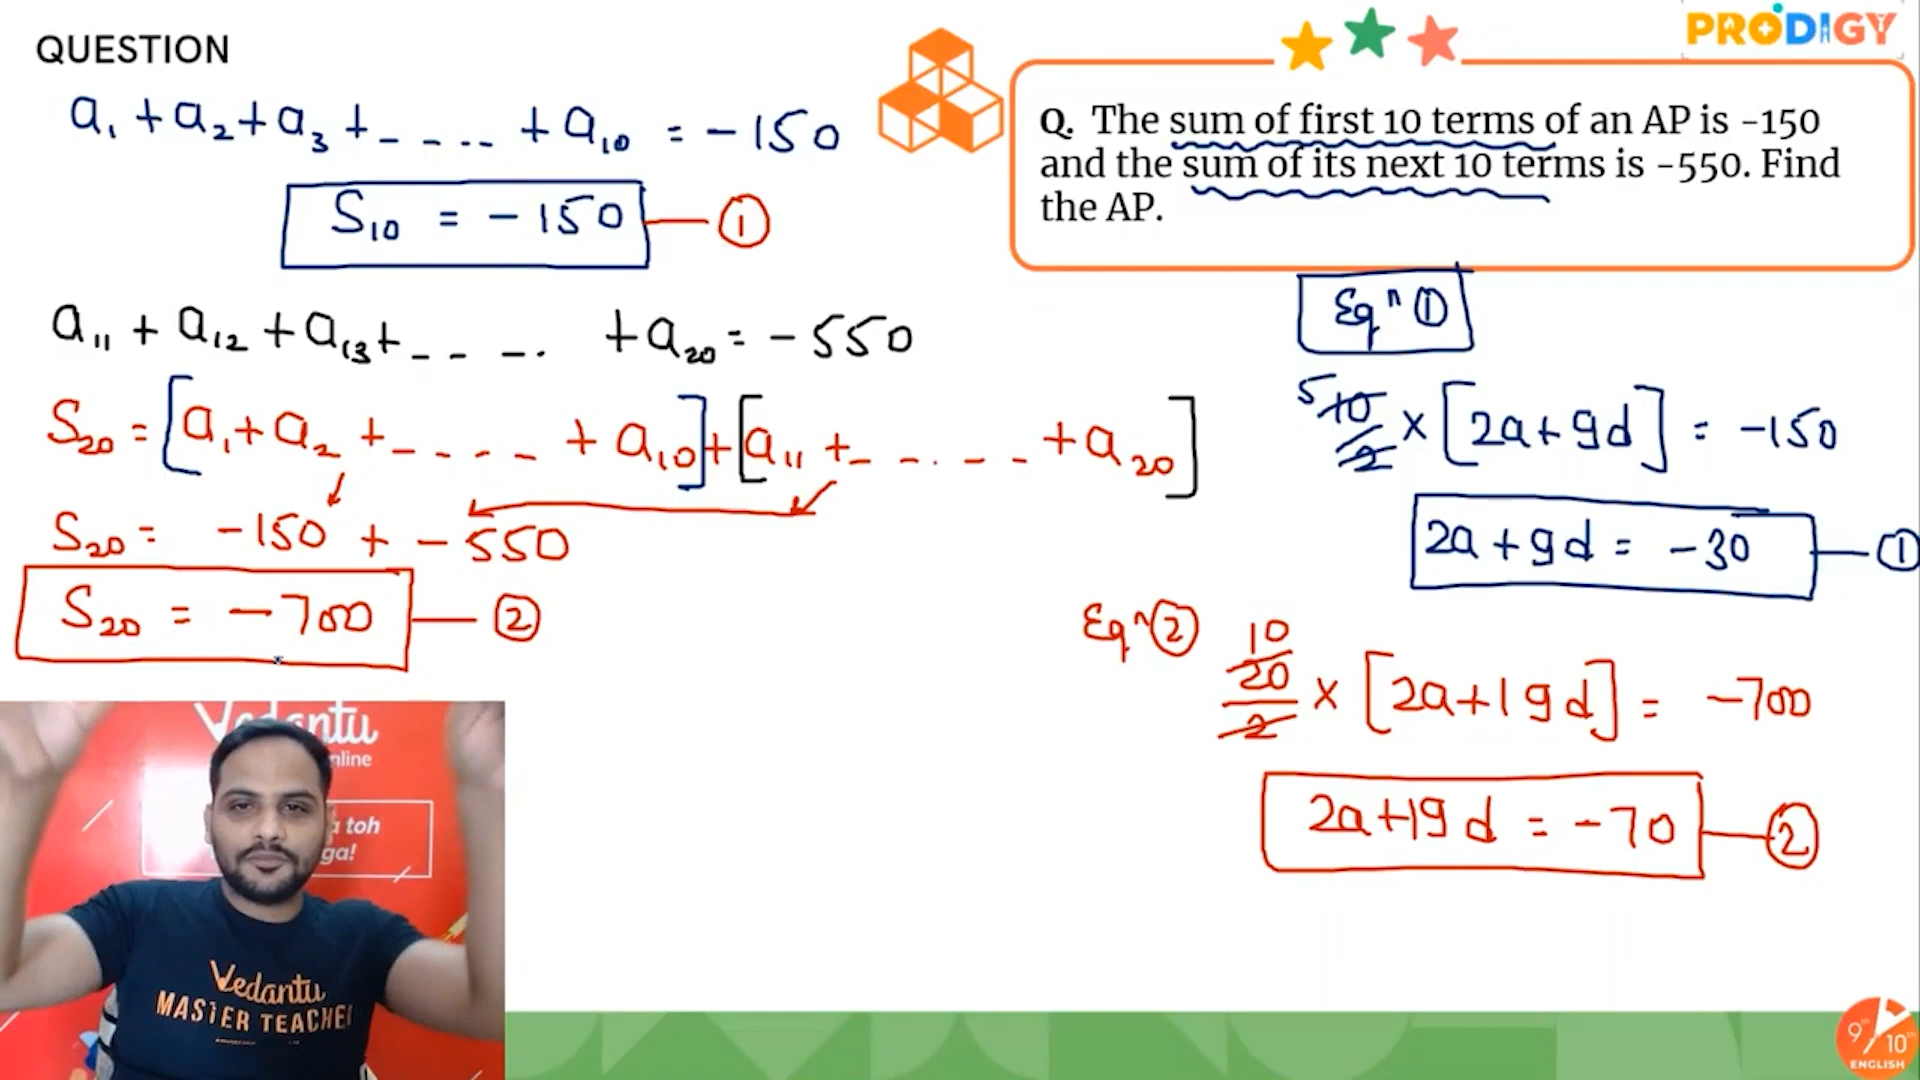 QUESTION
PRODIGY
a₁ + a₂ + a₃ + - - - - + a₁₀ = -150
S₁₀ = -150 — ①
Q. The sum of first 10 terms of an AP is -150
and the sum of its next 10 terms is -550. Find
the AP.
a₁₁ + a₁₂ + a₁₃ + - - - - + a₂₀ = -550
S₂₀ = [a₁ + a₂ + - - - - + a₁₀] + [a₁₁ + - - - - - + a₂₀]
S₂₀ = -150 + -550
S₂₀ = -700 — ②
Eqⁿ ①
5 10/2 × [2a+9d] = -150
2a+9d = -30 — ①
Eqⁿ ②
10 20/2 × [2a+19d] = -700
2a+19d = -70 — ②
Vedantu
nline
a toh
ga!
Vedantu
MASTER TEACHER
9th 10th
ENGLISH